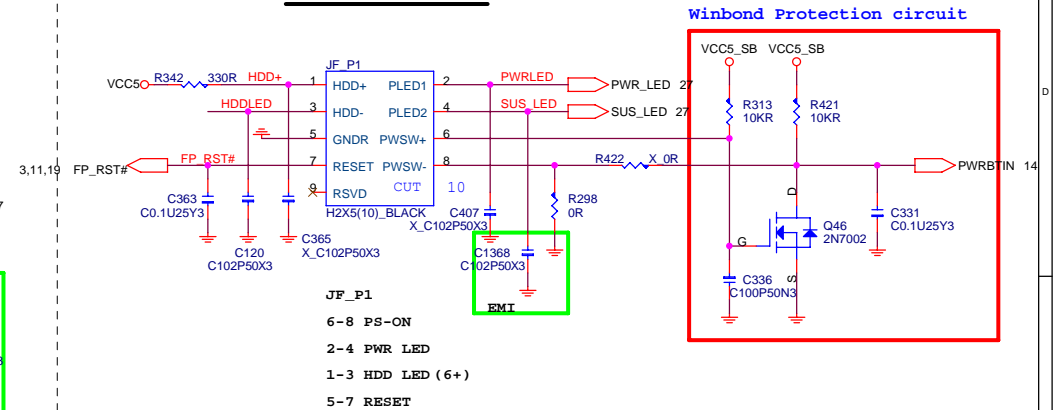 Winbond Protection circuit
VCC5_SB VCC5_SB
JF_P1
VCC5 R342 330R HDD+ 1 HDD+ PLED1 2 PWRLED PWR_LED 27
HDDLED 3 HDD- PLED2 4 SUS_LED SUS_LED 27
R313 10KR
R421 10KR
5 GNDR PWSW+ 6
3,11,19 FP_RST# FP_RST# 7 RESET PWSW- 8 R422 X_0R PWRBTIN 14
9 RSVD CUT 10
H2X5(10)_BLACK
C363
C0.1U25Y3
C120
C102P50X3
C365
X_C102P50X3
C407
X_C102P50X3
R298
0R
C1368
C102P50X3
EMI
D
G
S
Q46
2N7002
C331
C0.1U25Y3
C336
C100P50N3
JF_P1
6-8 PS-ON
2-4 PWR LED
1-3 HDD LED(6+)
5-7 RESET
D